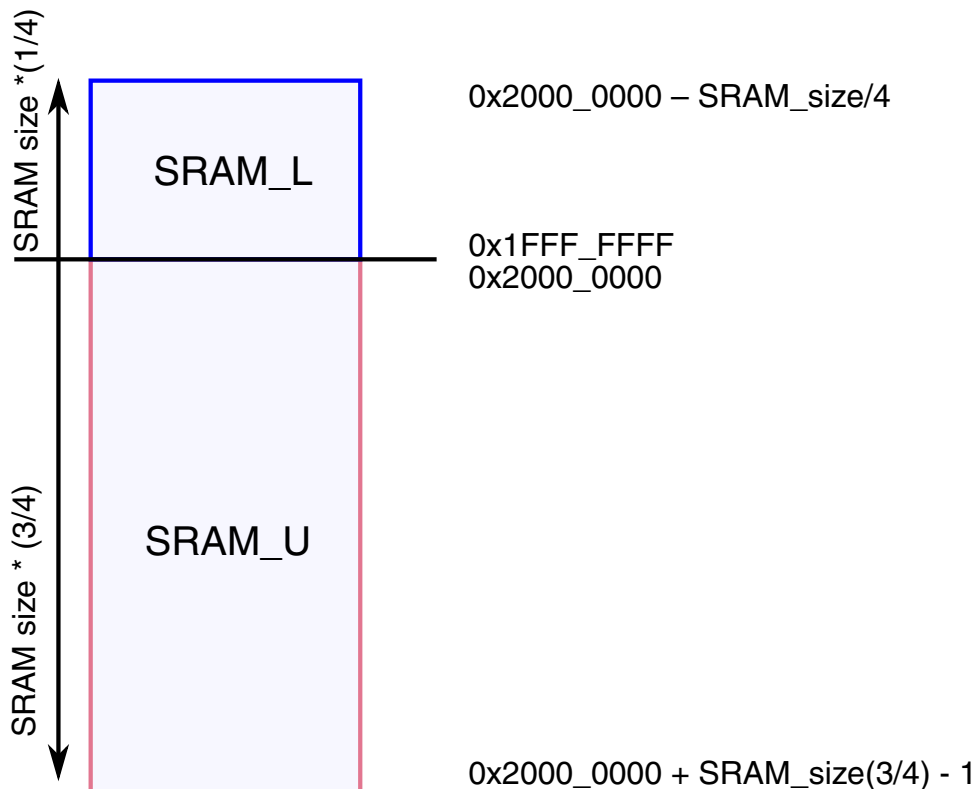 SRAM size *(1/4)
0x2000_0000 – SRAM_size/4
SRAM_L
0x1FFF_FFFF
0x2000_0000
SRAM size * (3/4)
SRAM_U
0x2000_0000 + SRAM_size(3/4) - 1